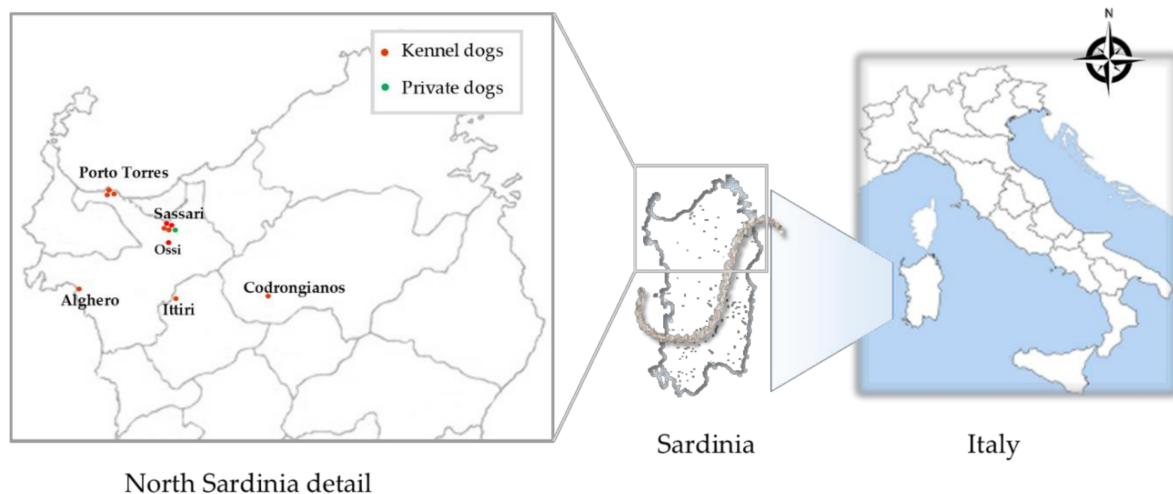 N
Kennel dogs
Private dogs
Porto Torres
Sassari
Ossi
Alghero
Ittiri
Codrongianos
Sardinia
Italy
North Sardinia detail